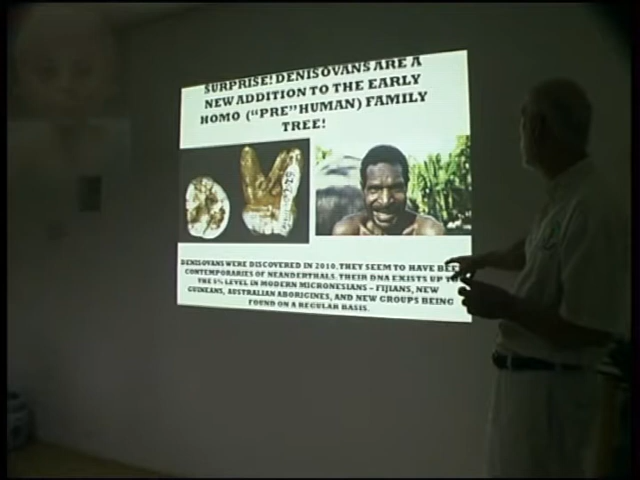 SURPRISE! DENISOVANS ARE A
NEW ADDITION TO THE EARLY
HOMO ("PRE"HUMAN) FAMILY
TREE!
DENISOVANS WERE DISCOVERED IN 2010. THEY SEEM TO HAVE BEEN
CONTEMPORARIES OF NEANDERTHALS. THEIR DNA EXISTS UP TO
THE 5% LEVEL IN MODERN MICRONESIANS – FIJIANS, NEW
GUINEANS, AUSTRALIAN ABORIGINES, AND NEW GROUPS BEING
FOUND ON A REGULAR BASIS.